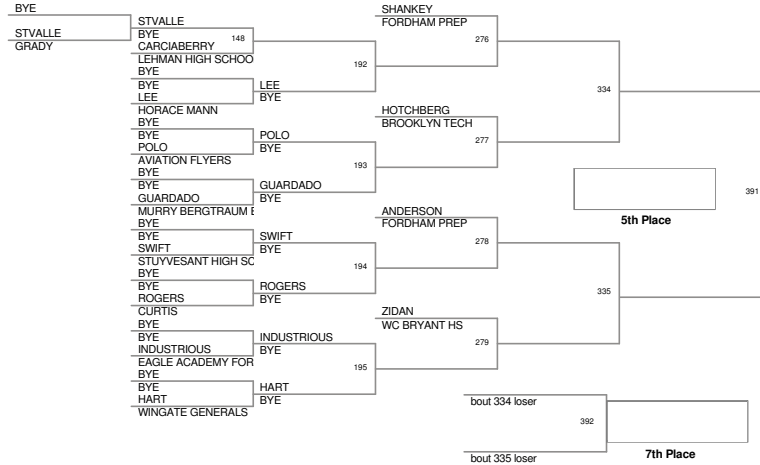 BYE
STVALLE
GRADY
STVALLE
BYE
CARCIABERRY
LEHMAN HIGH SCHOO
BYE
BYE
LEE
HORACE MANN
BYE
BYE
POLO
AVIATION FLYERS
BYE
BYE
GUARDADO
MURRY BERGTRAUM
BYE
BYE
SWIFT
STUYVESANT HIGH SC
BYE
BYE
ROGERS
CURTIS
BYE
BYE
INDUSTRIOUS
EAGLE ACADEMY FOR
BYE
BYE
HART
WINGATE GENERALS
148
LEE
BYE
POLO
BYE
GUARDADO
BYE
SWIFT
BYE
ROGERS
BYE
INDUSTRIOUS
BYE
HART
BYE
192
193
194
195
SHANKEY
FORDHAM PREP
276
HOTCHBERG
BROOKLYN TECH
277
ANDERSON
FORDHAM PREP
278
ZIDAN
WC BRYANT HS
279
334
335
391
5th Place
bout 334 loser
392
bout 335 loser
7th Place